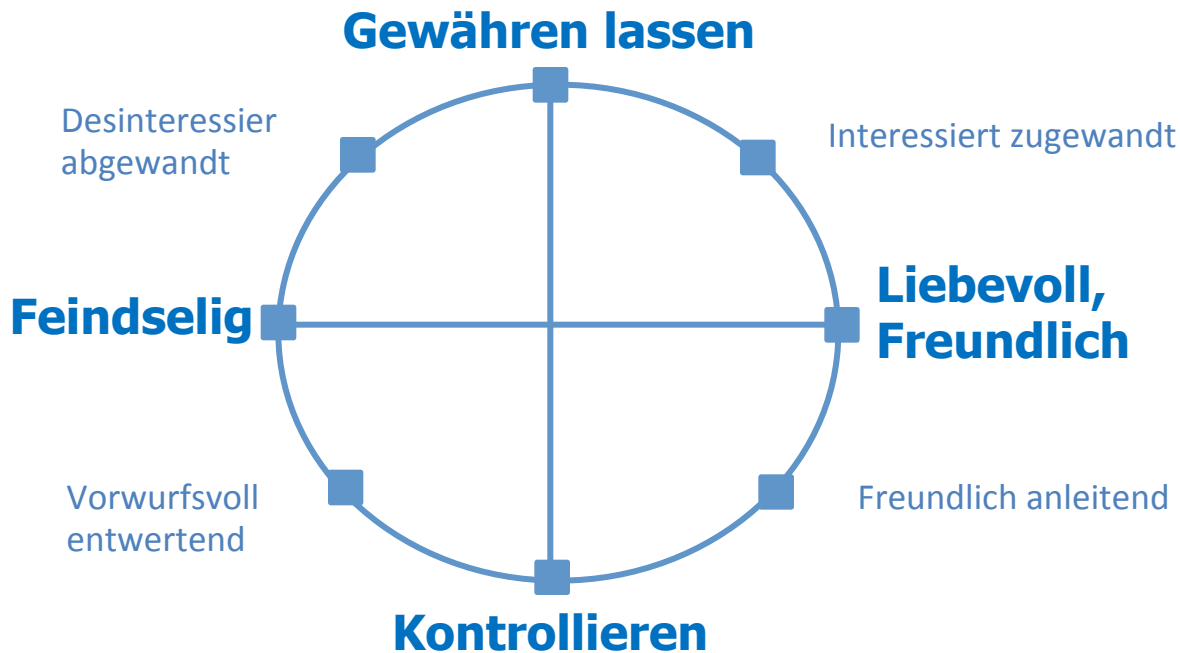 Gewähren lassen
Desinteressier
abgewandt
Interessiert zugewandt
Feindselig
Liebevoll,
Freundlich
Vorwurfsvoll
entwertend
Freundlich anleitend
Kontrollieren